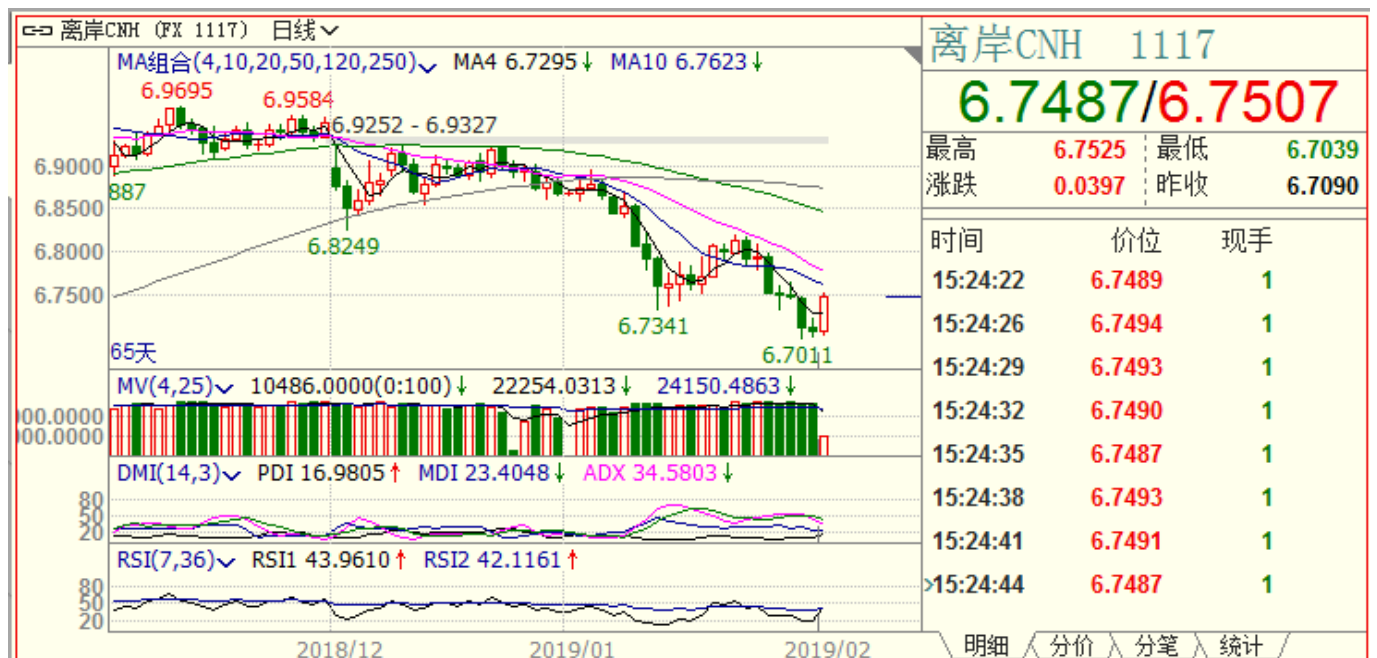 离岸CNH (FX 1117) 日线
MA组合(4,10,20,50,120,250) MA4 6.7295↓ MA10 6.7623↓
6.9695
6.9584
6.9252 - 6.9327
6.9000
887
6.8500
6.8249
6.8000
6.7500
6.7341
6.7011
65天
MV(4,25) 10486.0000(0:100)↓ 22254.0313↓ 24150.4863↓
000.0000
000.0000
DMI(14,3) PDI 16.9805↑ MDI 23.4048↓ ADX 34.5803↓
80
50
20
20
RSI(7,36) RSI1 43.9610↑ RSI2 42.1161↑
80
50
20
2018/12 2019/01 2019/02
离岸CNH 1117
6.7487/6.7507
最高 6.7525 最低 6.7039
涨跌 0.0397 昨收 6.7090
时间 价位 现手
15:24:22 6.7489 1
15:24:26 6.7494 1
15:24:29 6.7493 1
15:24:32 6.7490 1
15:24:35 6.7487 1
15:24:38 6.7493 1
15:24:41 6.7491 1
15:24:44 6.7487 1
明细 分价 分笔 统计